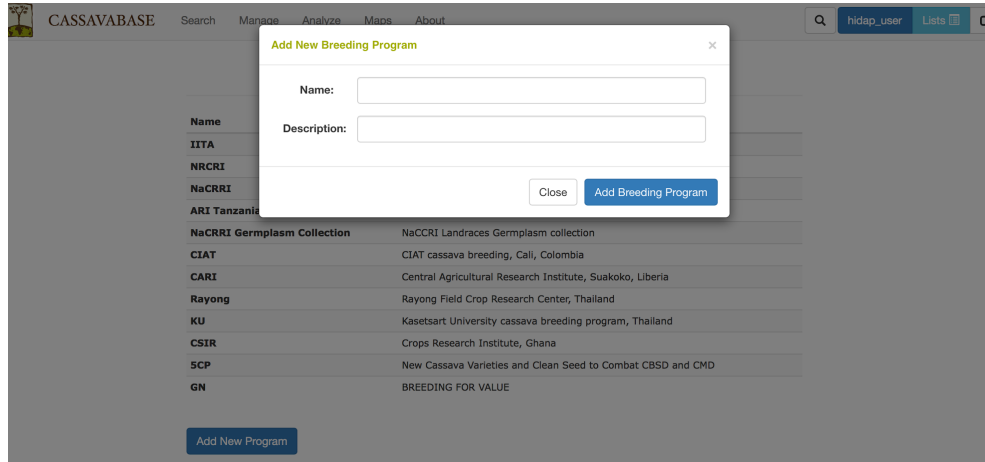 CASSAVABASE Search Manage Analyze Maps About hidap_user Lists
Add New Breeding Program ×
Name:
Description:
Close Add Breeding Program
Name
IITA
NRCRI
NaCRRI
ARI Tanzania
NaCRRI Germplasm Collection NaCCRI Landraces Germplasm collection
CIAT CIAT cassava breeding, Cali, Colombia
CARI Central Agricultural Research Institute, Suakoko, Liberia
Rayong Rayong Field Crop Research Center, Thailand
KU Kasetsart University cassava breeding program, Thailand
CSIR Crops Research Institute, Ghana
5CP New Cassava Varieties and Clean Seed to Combat CBSD and CMD
GN BREEDING FOR VALUE
Add New Program